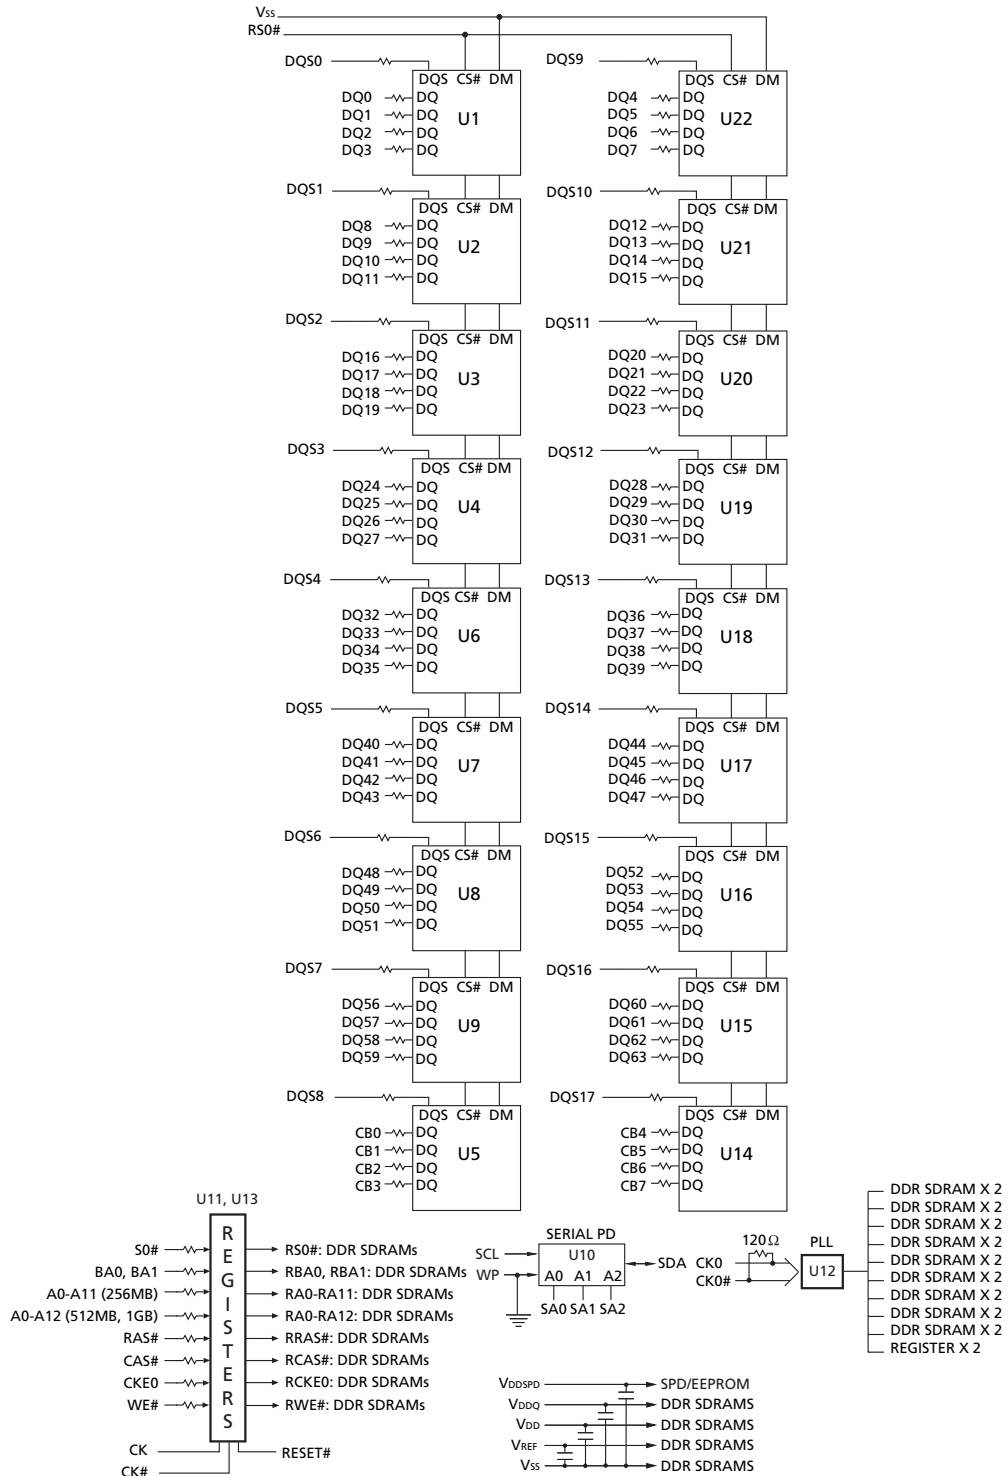 VSS
RS0#
DQS0
DQS CS# DM
DQ0 DQ
DQ1 DQ
DQ2 DQ
DQ3 DQ
U1
DQS9
DQS CS# DM
DQ4 DQ
DQ5 DQ
DQ6 DQ
DQ7 DQ
U22
DQS1
DQS CS# DM
DQ8 DQ
DQ9 DQ
DQ10 DQ
DQ11 DQ
U2
DQS10
DQS CS# DM
DQ12 DQ
DQ13 DQ
DQ14 DQ
DQ15 DQ
U21
DQS2
DQS CS# DM
DQ16 DQ
DQ17 DQ
DQ18 DQ
DQ19 DQ
U3
DQS11
DQS CS# DM
DQ20 DQ
DQ21 DQ
DQ22 DQ
DQ23 DQ
U20
DQS3
DQS CS# DM
DQ24 DQ
DQ25 DQ
DQ26 DQ
DQ27 DQ
U4
DQS12
DQS CS# DM
DQ28 DQ
DQ29 DQ
DQ30 DQ
DQ31 DQ
U19
DQS4
DQS CS# DM
DQ32 DQ
DQ33 DQ
DQ34 DQ
DQ35 DQ
U6
DQS13
DQS CS# DM
DQ36 DQ
DQ37 DQ
DQ38 DQ
DQ39 DQ
U18
DQS5
DQS CS# DM
DQ40 DQ
DQ41 DQ
DQ42 DQ
DQ43 DQ
U7
DQS14
DQS CS# DM
DQ44 DQ
DQ45 DQ
DQ46 DQ
DQ47 DQ
U17
DQS6
DQS CS# DM
DQ48 DQ
DQ49 DQ
DQ50 DQ
DQ51 DQ
U8
DQS15
DQS CS# DM
DQ52 DQ
DQ53 DQ
DQ54 DQ
DQ55 DQ
U16
DQS7
DQS CS# DM
DQ56 DQ
DQ57 DQ
DQ58 DQ
DQ59 DQ
U9
DQS16
DQS CS# DM
DQ60 DQ
DQ61 DQ
DQ62 DQ
DQ63 DQ
U15
DQS8
DQS CS# DM
CB0 DQ
CB1 DQ
CB2 DQ
CB3 DQ
U5
DQS17
DQS CS# DM
CB4 DQ
CB5 DQ
CB6 DQ
CB7 DQ
U14
U11, U13
REGISTERS
S0# RS0#: DDR SDRAMs
BA0, BA1 RBA0, RBA1: DDR SDRAMs
A0-A11 (256MB) RA0-RA11: DDR SDRAMs
A0-A12 (512MB, 1GB) RA0-RA12: DDR SDRAMs
RAS# RRAS#: DDR SDRAMs
CAS# RCAS#: DDR SDRAMs
CKE0 RCKE0: DDR SDRAMs
WE# RWE#: DDR SDRAMs
CK
CK#
RESET#
SERIAL PD
U10
SCL
WP
A0 A1 A2
SA0 SA1 SA2
SDA
CK0
CK0#
120Ω
PLL
U12
DDR SDRAM X 2
DDR SDRAM X 2
DDR SDRAM X 2
DDR SDRAM X 2
DDR SDRAM X 2
DDR SDRAM X 2
DDR SDRAM X 2
DDR SDRAM X 2
DDR SDRAM X 2
REGISTER X 2
VDDSPD SPD/EEPROM
VDDQ DDR SDRAMS
VDD DDR SDRAMS
VREF DDR SDRAMS
VSS DDR SDRAMS